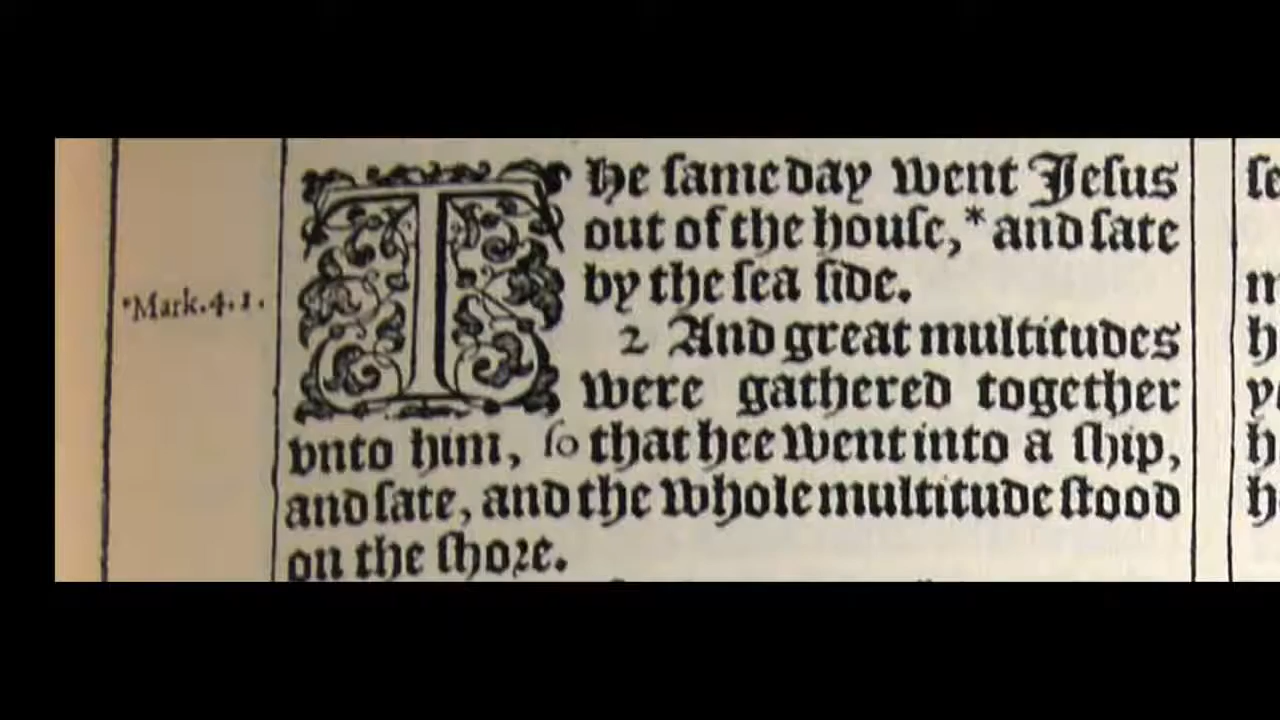 The same day went Jesus
out of the house,* and sate
by the sea side.
*Mark.4.1.
2 And great multitudes
were gathered together
vnto him, so that hee went into a ship,
and sate, and the whole multitude stood
on the shore.